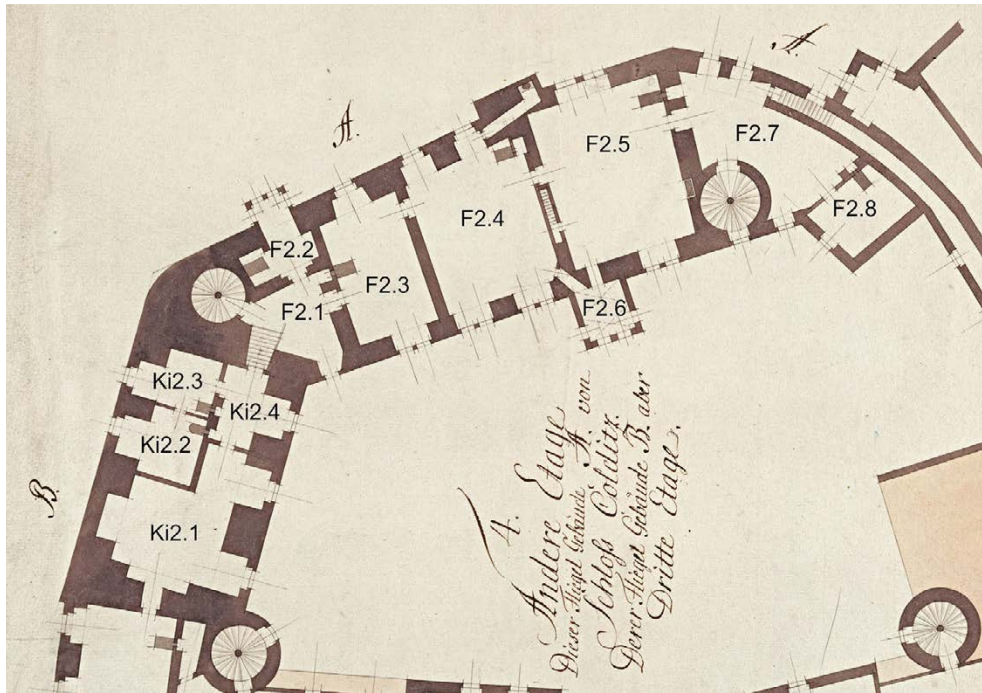 A.
A.
F2.7
F2.5
F2.8
F2.4
F2.2
F2.3
F2.1
F2.6
Ki2.3
Ki2.4
Ki2.2
Ki2.1
B.
4.
Andere Etage
Dieser Flügel Gebäude A. von
Schloß Colditz.
Derer Flügel Gebäude B. aber
Dritte Etage.